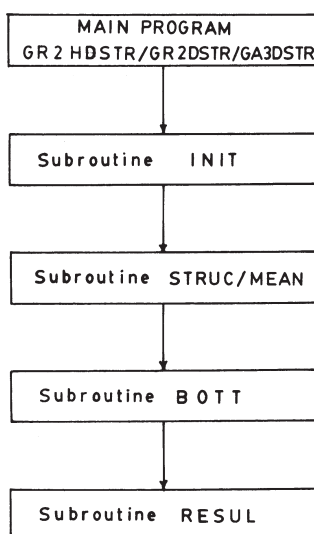 MAIN PROGRAM
GR2HDSTR/GR2DSTR/GA3DSTR
Subroutine INIT
Subroutine STRUC/MEAN
Subroutine BOTT
Subroutine RESUL